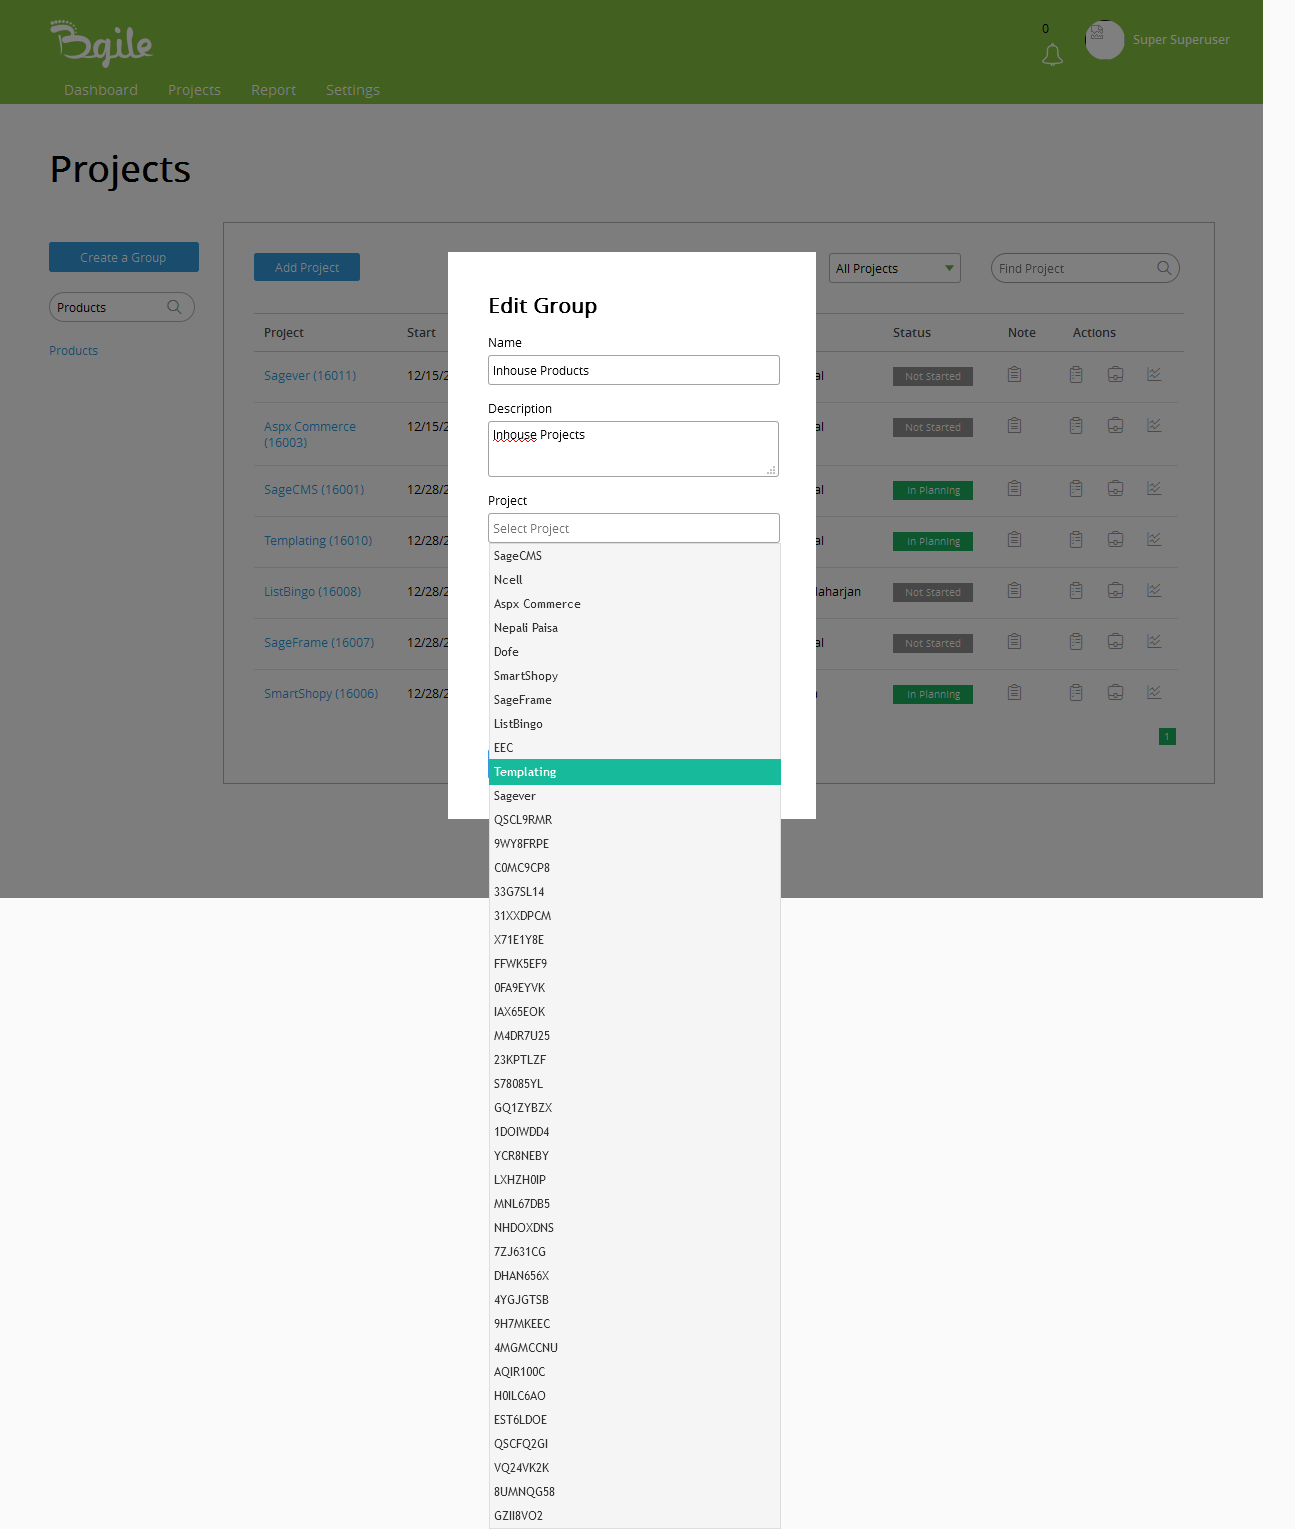 Bgile
0
Super Superuser
Dashboard Projects Report Settings
Projects
Create a Group
Products
Products
Add Project
All Projects
Find Project
Project Start Status Note Actions
Sagever (16011) 12/15/2 al Not Started
Aspx Commerce (16003) 12/15/2 al Not Started
SageCMS (16001) 12/28/2 al In Planning
Templating (16010) 12/28/2 al In Planning
ListBingo (16008) 12/28/2 laharjan Not Started
SageFrame (16007) 12/28/2 al Not Started
SmartShopy (16006) 12/28/2 In Planning
1
Edit Group
Name
Inhouse Products
Description
Inhouse Projects
Project
Select Project
SageCMS
Ncell
Aspx Commerce
Nepali Paisa
Dofe
SmartShopy
SageFrame
ListBingo
EEC
Templating
Sagever
QSCL9RMR
9WY8FRPE
C0MC9CP8
33G7SL14
31XXDPCM
X71E1Y8E
FFWK5EF9
0FA9EYVK
IAX65EOK
M4DR7U25
23KPTLZF
S78085YL
GQ1ZYBZX
1DOIWDD4
YCR8NEBY
LXHZH0IP
MNL67DB5
NHDOXDNS
7ZJ631CG
DHAN656X
4YGJGTSB
9H7MKEEC
4MGMCCNU
AQIR100C
H0ILC6AO
EST6LDOE
QSCFQ2GI
VQ24VK2K
8UMNQG58
GZII8VO2